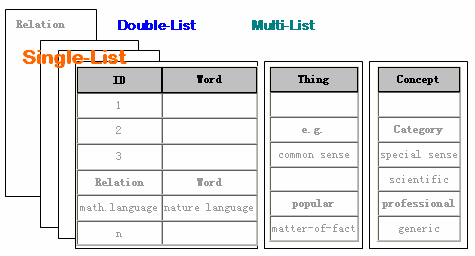 Relation
Double-List
Multi-List
Single-List
ID Word Thing Concept
1
2 e.g. Category
3 common sense special sense
scientific
Relation Word popular professional
math.language nature language matter-of-fact generic
n